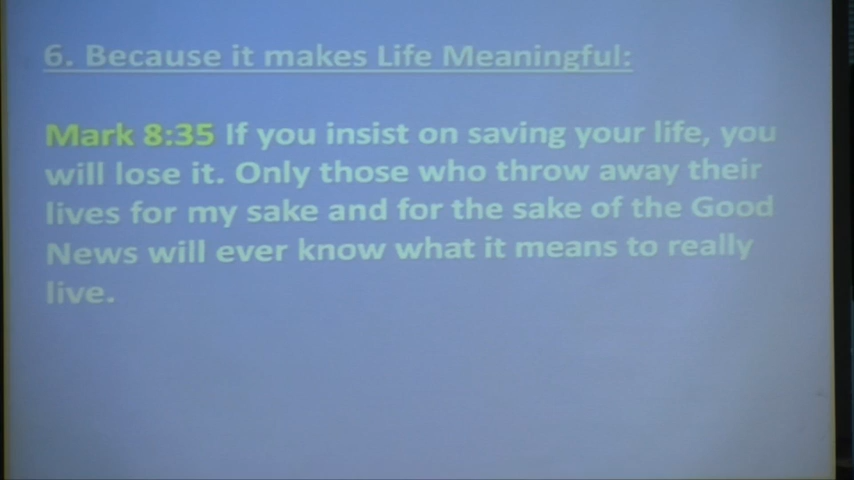 6. Because it makes Life Meaningful:
Mark 8:35 If you insist on saving your life, you
will lose it. Only those who throw away their
lives for my sake and for the sake of the Good
News will ever know what it means to really
live.